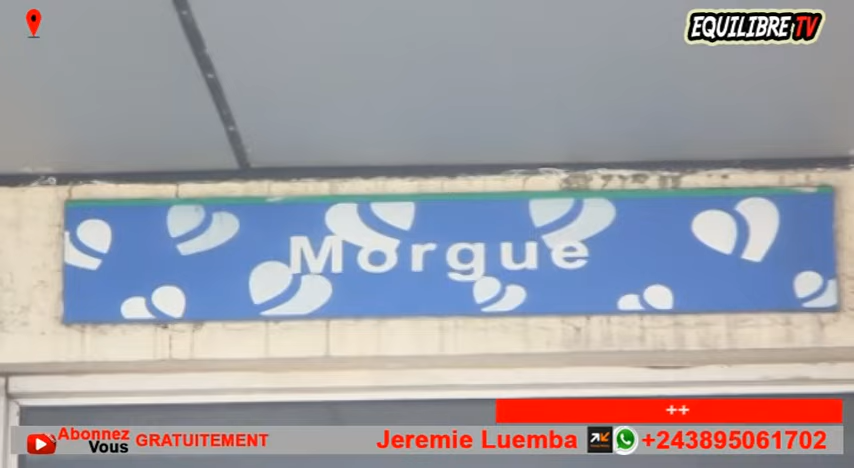 EQUILIBRE TV
Morgue
++
Abonnez
Vous GRATUITEMENT
Jeremie Luemba +243895061702